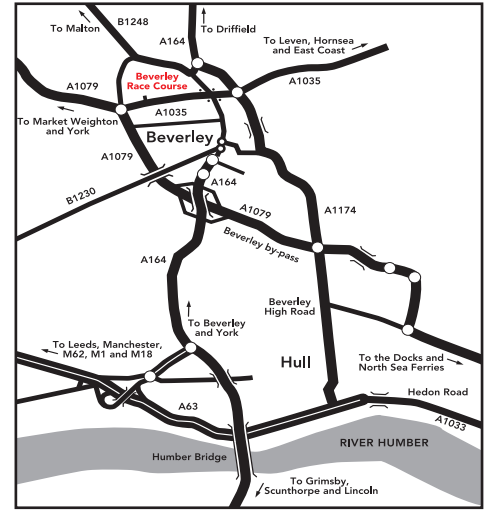 B1248
To Malton
A164
To Driffield
To Leven, Hornsea
and East Coast
A1079
Beverley
Race Course
A1035
A1035
To Market Weighton
and York
Beverley
A1079
B1230
A164
A1079
A1174
Beverley by-pass
A164
Beverley
High Road
To Beverley
and York
To Leeds, Manchester,
M62, M1 and M18
Hull
To the Docks and
North Sea Ferries
Hedon Road
A63
A1033
RIVER HUMBER
Humber Bridge
To Grimsby,
Scunthorpe and Lincoln